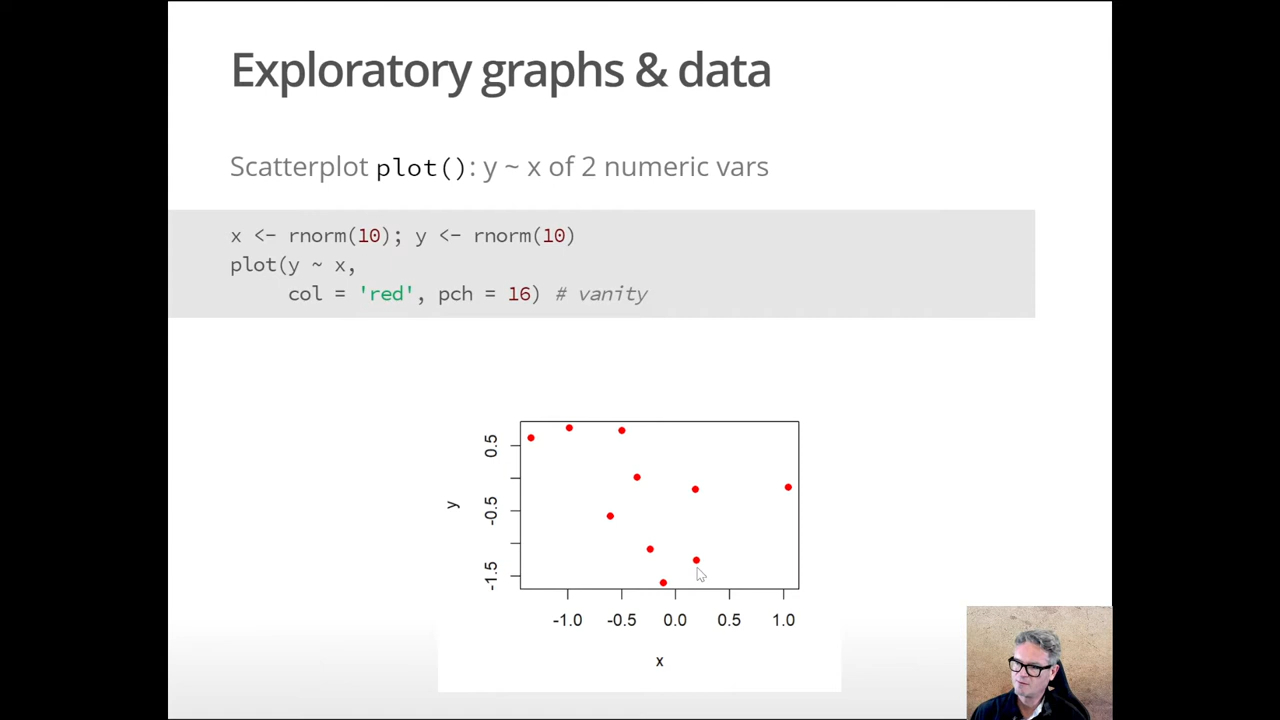 Exploratory graphs & data
Scatterplot plot(): y ~ x of 2 numeric vars
x <- rnorm(10); y <- rnorm(10)
plot(y ~ x,
     col = 'red', pch = 16) # vanity
0.5
-0.5
-1.5
y
-1.0 -0.5 0.0 0.5 1.0
x